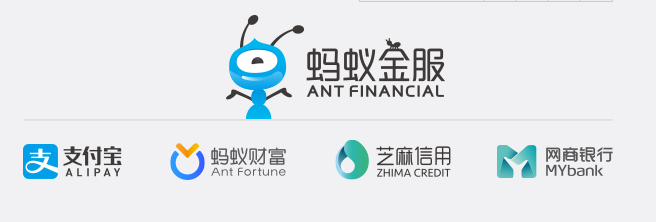 蚂蚁金服
ANT FINANCIAL
支 支付宝
ALIPAY
蚂蚁财富
Ant Fortune
芝麻信用
ZHIMA CREDIT
网商银行
MYbank